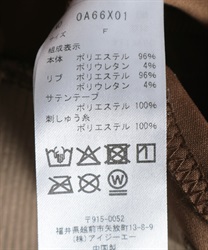 0A66X01
サイズ F
組成表示
本体 ポリエステル 96%
ポリウレタン 4%
リブ ポリエステル 96%
ポリウレタン 4%
サテンテープ
ポリエステル 100%
刺しゅう糸
ポリエステル 100%
〒915-0052
福井県越前市矢放町13-8-9
(株)アイジーエー
中国製